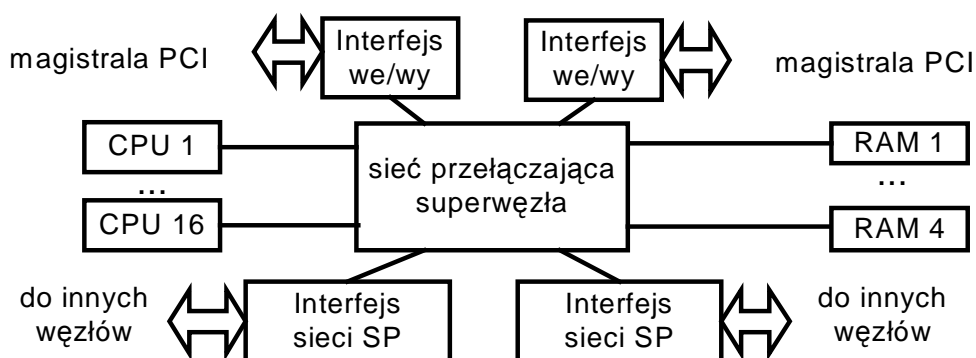 magistrala PCI
Interfejs
we/wy
Interfejs
we/wy
magistrala PCI
CPU 1
...
CPU 16
sieć przełączająca
superwęzła
RAM 1
...
RAM 4
do innych
węzłów
Interfejs
sieci SP
Interfejs
sieci SP
do innych
węzłów